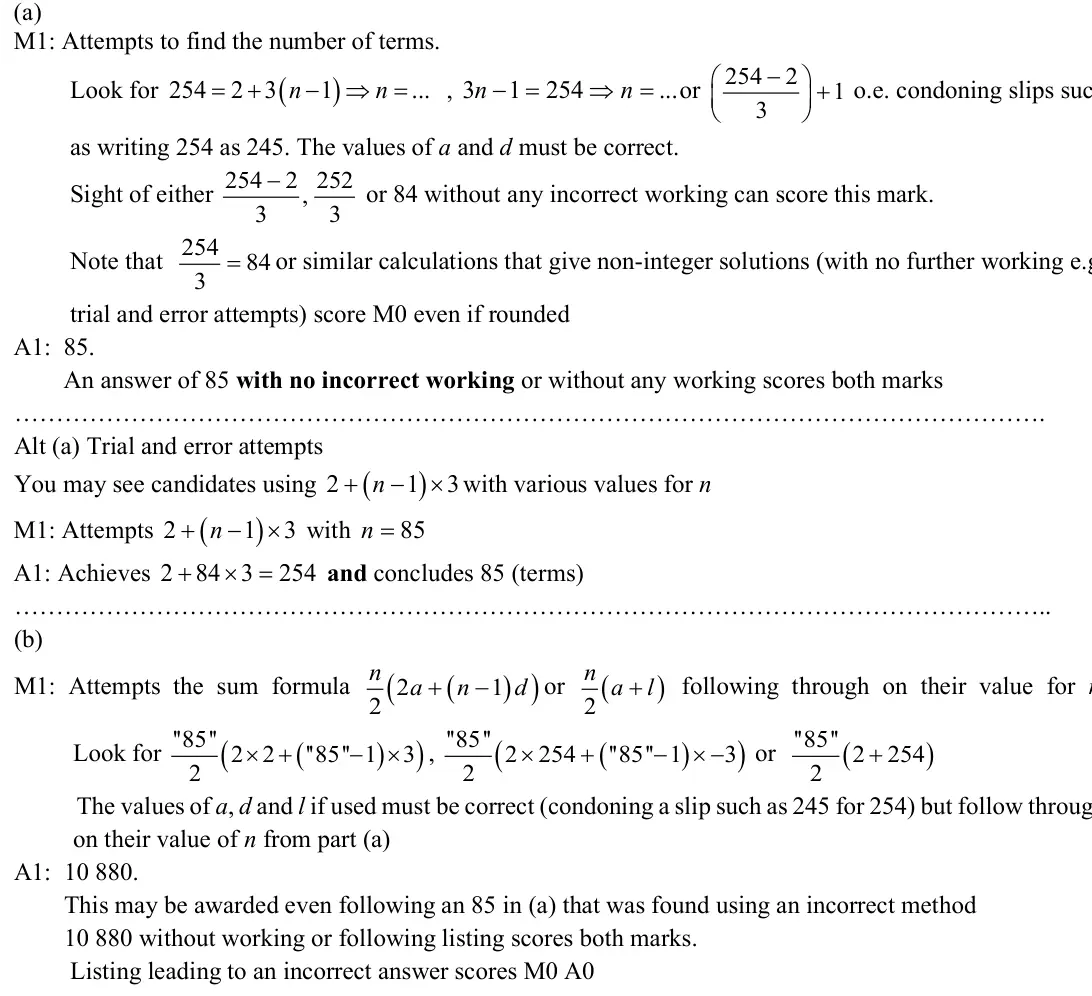 (a)
M1: Attempts to find the number of terms.
Look for 254 = 2 + 3(n − 1) ⇒ n = ... , 3n − 1 = 254 ⇒ n = ... or ((254 − 2)/3) + 1 o.e. condoning slips
as writing 254 as 245. The values of a and d must be correct.
Sight of either (254 − 2)/3, 252/3 or 84 without any incorrect working can score this mark.
Note that 254/3 = 84 or similar calculations that give non-integer solutions (with no further working
trial and error attempts) score M0 even if rounded
A1: 85.
An answer of 85 with no incorrect working or without any working scores both marks
……………………………………………………………………………………………………………….
Alt (a) Trial and error attempts
You may see candidates using 2 + (n − 1) × 3 with various values for n
M1: Attempts 2 + (n − 1) × 3 with n = 85
A1: Achieves 2 + 84 × 3 = 254 and concludes 85 (terms)
………………………………………………………………………………………………………………..
(b)
M1: Attempts the sum formula n/2 (2a + (n − 1)d) or n/2 (a + l) following through on their value for
Look for "85"/2 (2 × 2 + ("85" − 1) × 3), "85"/2 (2 × 254 + ("85" − 1) × −3) or "85"/2 (2 + 254)
The values of a, d and l if used must be correct (condoning a slip such as 245 for 254) but follow
on their value of n from part (a)
A1: 10 880.
This may be awarded even following an 85 in (a) that was found using an incorrect method
10 880 without working or following listing scores both marks.
Listing leading to an incorrect answer scores M0 A0